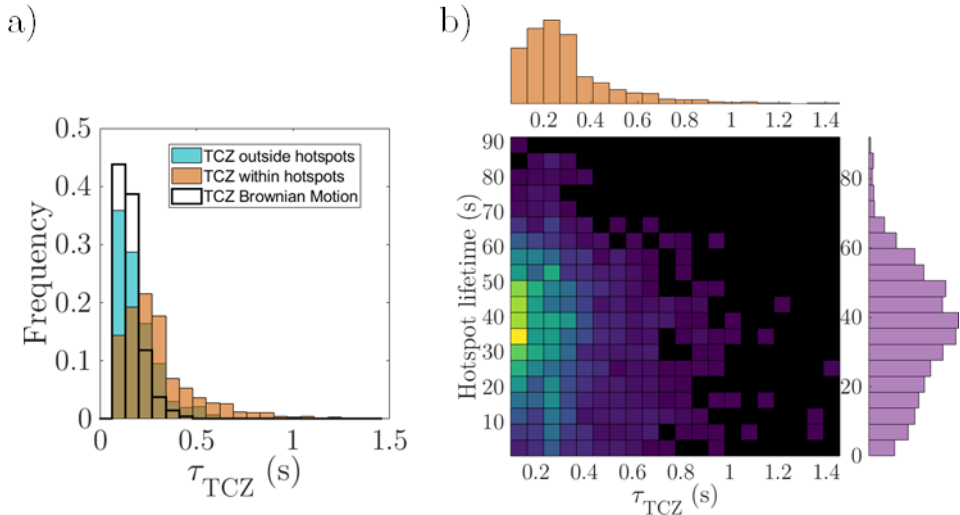 a)
0.5
0.4
0.3
0.2
0.1
0
Frequency
TCZ outside hotspots
TCZ within hotspots
TCZ Brownian Motion
0 0.5 1 1.5
τTCZ (s)
b)
0.2 0.4 0.6 0.8 1 1.2 1.4
90
80
70
60
50
40
30
20
10
Hotspot lifetime (s)
0.2 0.4 0.6 0.8 1 1.2 1.4
τTCZ (s)
80
60
40
20
0